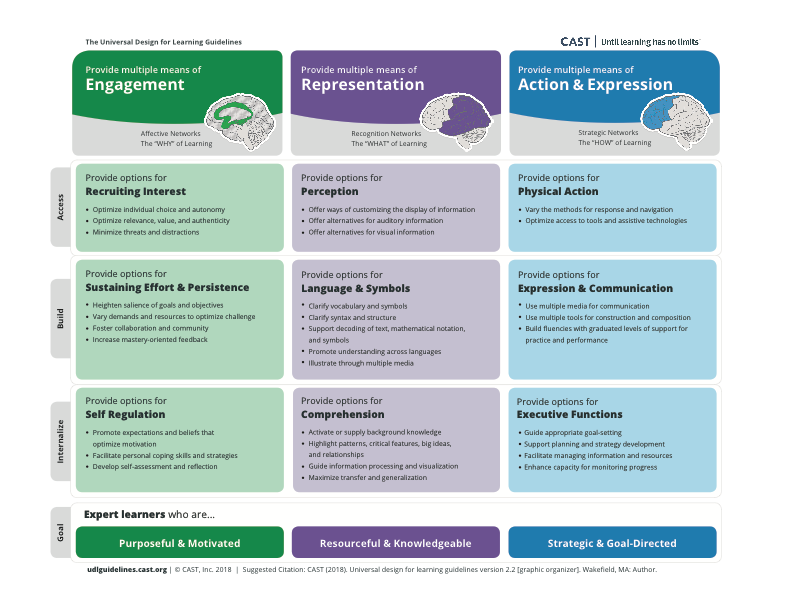 The Universal Design for Learning Guidelines
CAST | Until learning has no limits™
Provide multiple means of
Engagement
Affective Networks
The "WHY" of Learning
Provide multiple means of
Representation
Recognition Networks
The "WHAT" of Learning
Provide multiple means of
Action & Expression
Strategic Networks
The "HOW" of Learning
Access
Provide options for
Recruiting Interest
• Optimize individual choice and autonomy
• Optimize relevance, value, and authenticity
• Minimize threats and distractions
Provide options for
Perception
• Offer ways of customizing the display of information
• Offer alternatives for auditory information
• Offer alternatives for visual information
Provide options for
Physical Action
• Vary the methods for response and navigation
• Optimize access to tools and assistive technologies
Build
Provide options for
Sustaining Effort & Persistence
• Heighten salience of goals and objectives
• Vary demands and resources to optimize challenge
• Foster collaboration and community
• Increase mastery-oriented feedback
Provide options for
Language & Symbols
• Clarify vocabulary and symbols
• Clarify syntax and structure
• Support decoding of text, mathematical notation,
and symbols
• Promote understanding across languages
• Illustrate through multiple media
Provide options for
Expression & Communication
• Use multiple media for communication
• Use multiple tools for construction and composition
• Build fluencies with graduated levels of support for
practice and performance
Internalize
Provide options for
Self Regulation
• Promote expectations and beliefs that
optimize motivation
• Facilitate personal coping skills and strategies
• Develop self-assessment and reflection
Provide options for
Comprehension
• Activate or supply background knowledge
• Highlight patterns, critical features, big ideas,
and relationships
• Guide information processing and visualization
• Maximize transfer and generalization
Provide options for
Executive Functions
• Guide appropriate goal-setting
• Support planning and strategy development
• Facilitate managing information and resources
• Enhance capacity for monitoring progress
Goal
Expert learners who are...
Purposeful & Motivated
Resourceful & Knowledgeable
Strategic & Goal-Directed
udlguidelines.cast.org | © CAST, Inc. 2018 | Suggested Citation: CAST (2018). Universal design for learning guidelines version 2.2 [graphic organizer]. Wakefield, MA: Author.